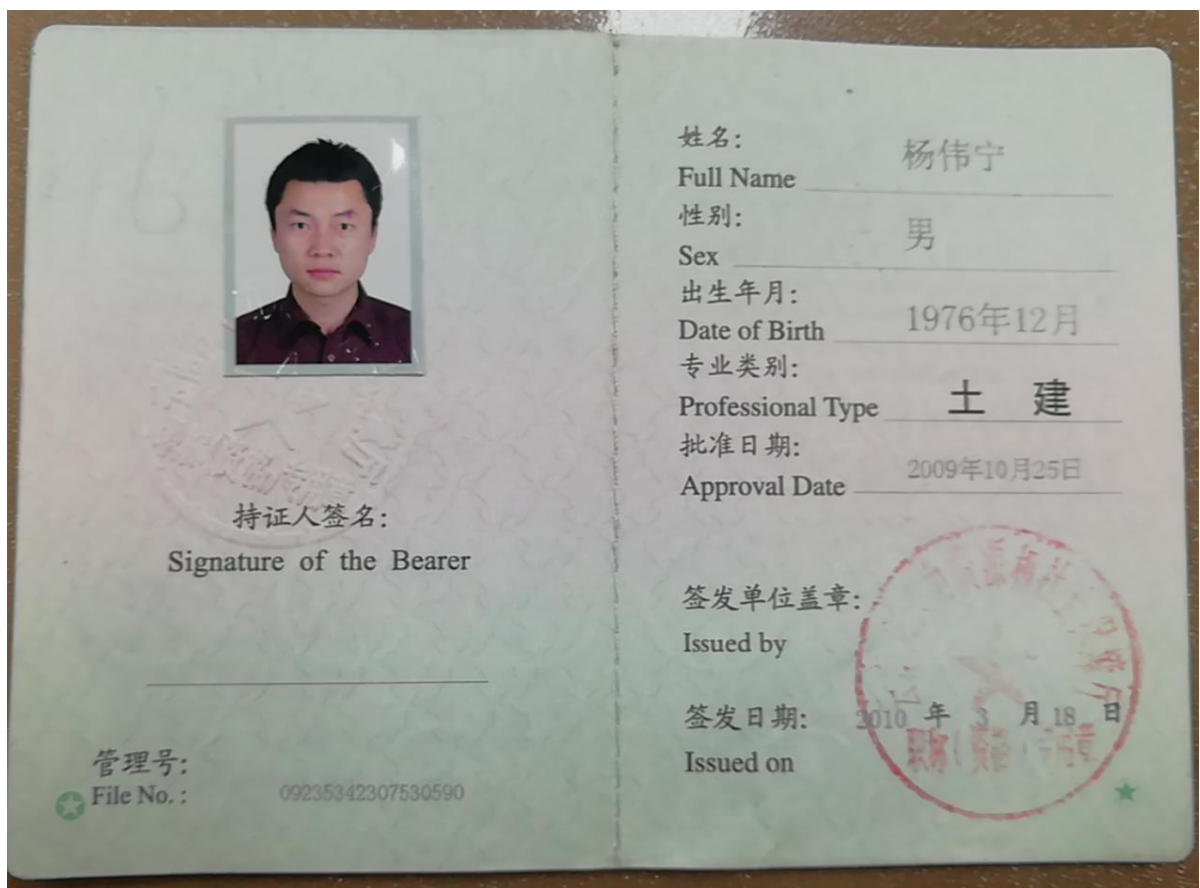 持证人签名:
Signature of the Bearer
管理号:
File No. :
09235342307530590
姓名:
Full Name
杨伟宁
性别:
Sex
男
出生年月:
Date of Birth
1976年12月
专业类别:
Professional Type
土 建
批准日期:
Approval Date
2009年10月25日
签发单位盖章:
Issued by
签发日期:
2010 年 3 月 18 日
Issued on